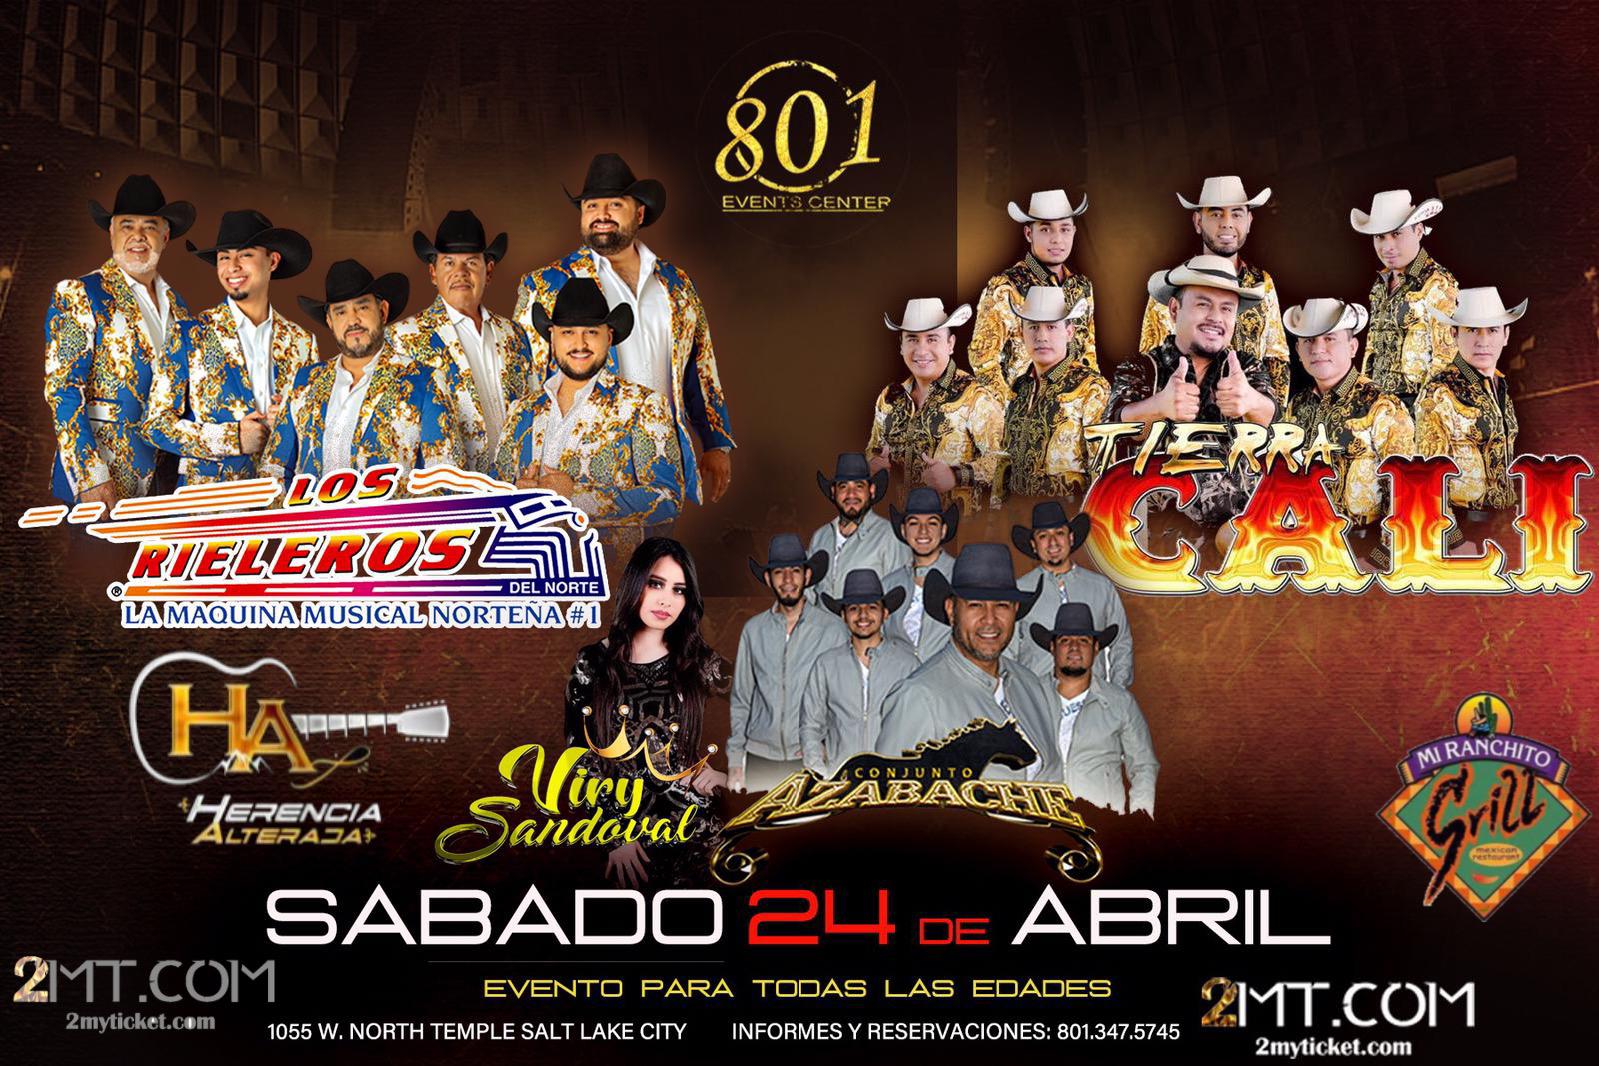 801
EVENTS CENTER
LOS
RIELEROS
DEL NORTE
®
LA MAQUINA MUSICAL NORTEÑA #1
TIERRA
CALI
HA
HERENCIA
ALTERADA
Viry
Sandoval
CONJUNTO
AZABACHE
MI RANCHITO
Grill
mexican
restaurant
SABADO 24 DE ABRIL
EVENTO PARA TODAS LAS EDADES
1055 W. NORTH TEMPLE SALT LAKE CITY INFORMES Y RESERVACIONES: 801.347.5745
2MT.COM
2myticket.com
2MT.COM
2myticket.com